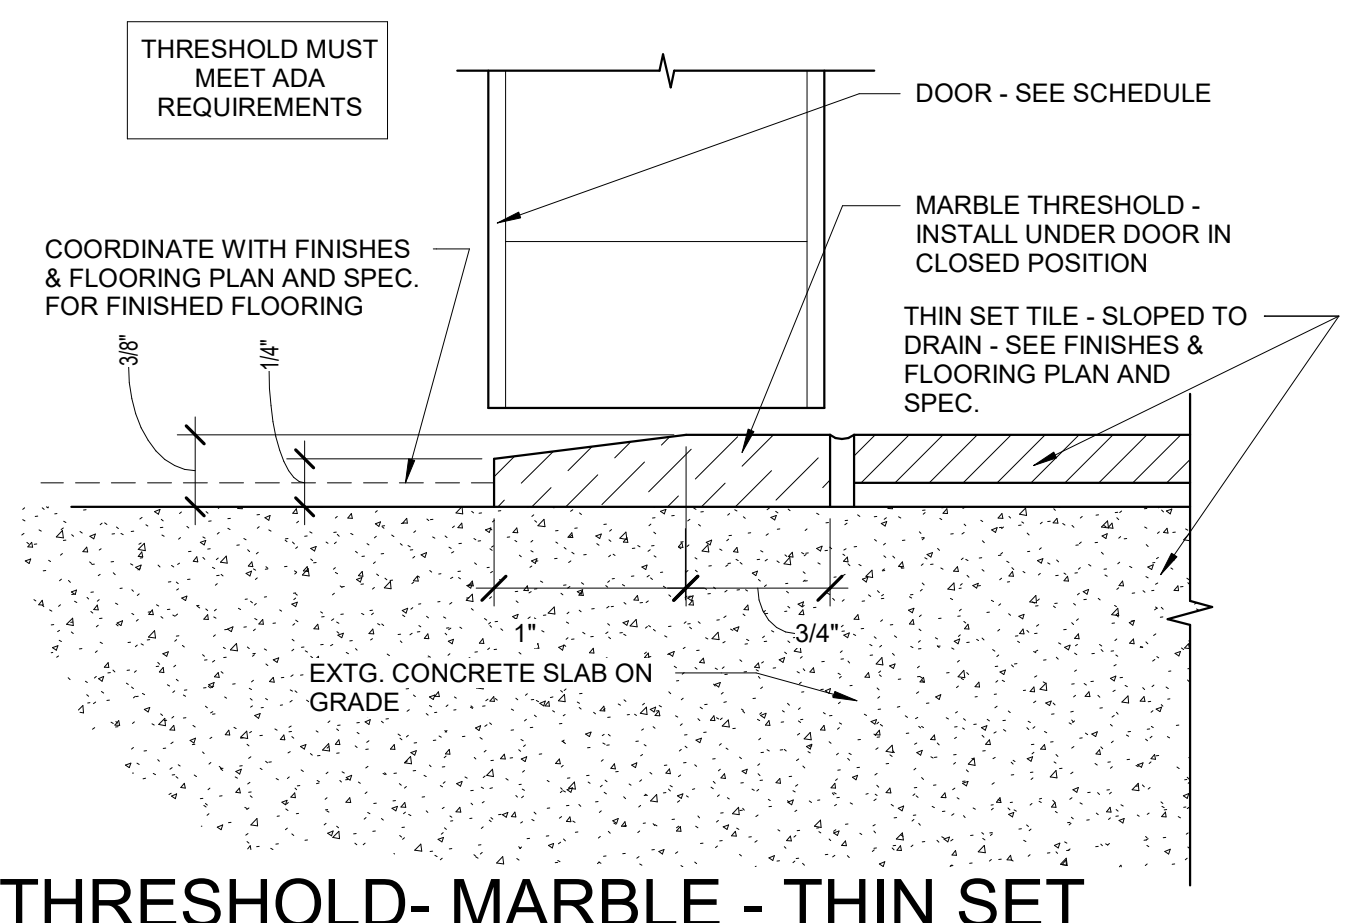 THRESHOLD MUST
MEET ADA
REQUIREMENTS
DOOR - SEE SCHEDULE
MARBLE THRESHOLD -
INSTALL UNDER DOOR IN
CLOSED POSITION
COORDINATE WITH FINISHES
& FLOORING PLAN AND SPEC.
FOR FINISHED FLOORING
THIN SET TILE - SLOPED TO
DRAIN - SEE FINISHES &
FLOORING PLAN AND
SPEC.
3/8"
1/4"
1"
3/4"
EXTG. CONCRETE SLAB ON
GRADE
THRESHOLD- MARBLE - THIN SET